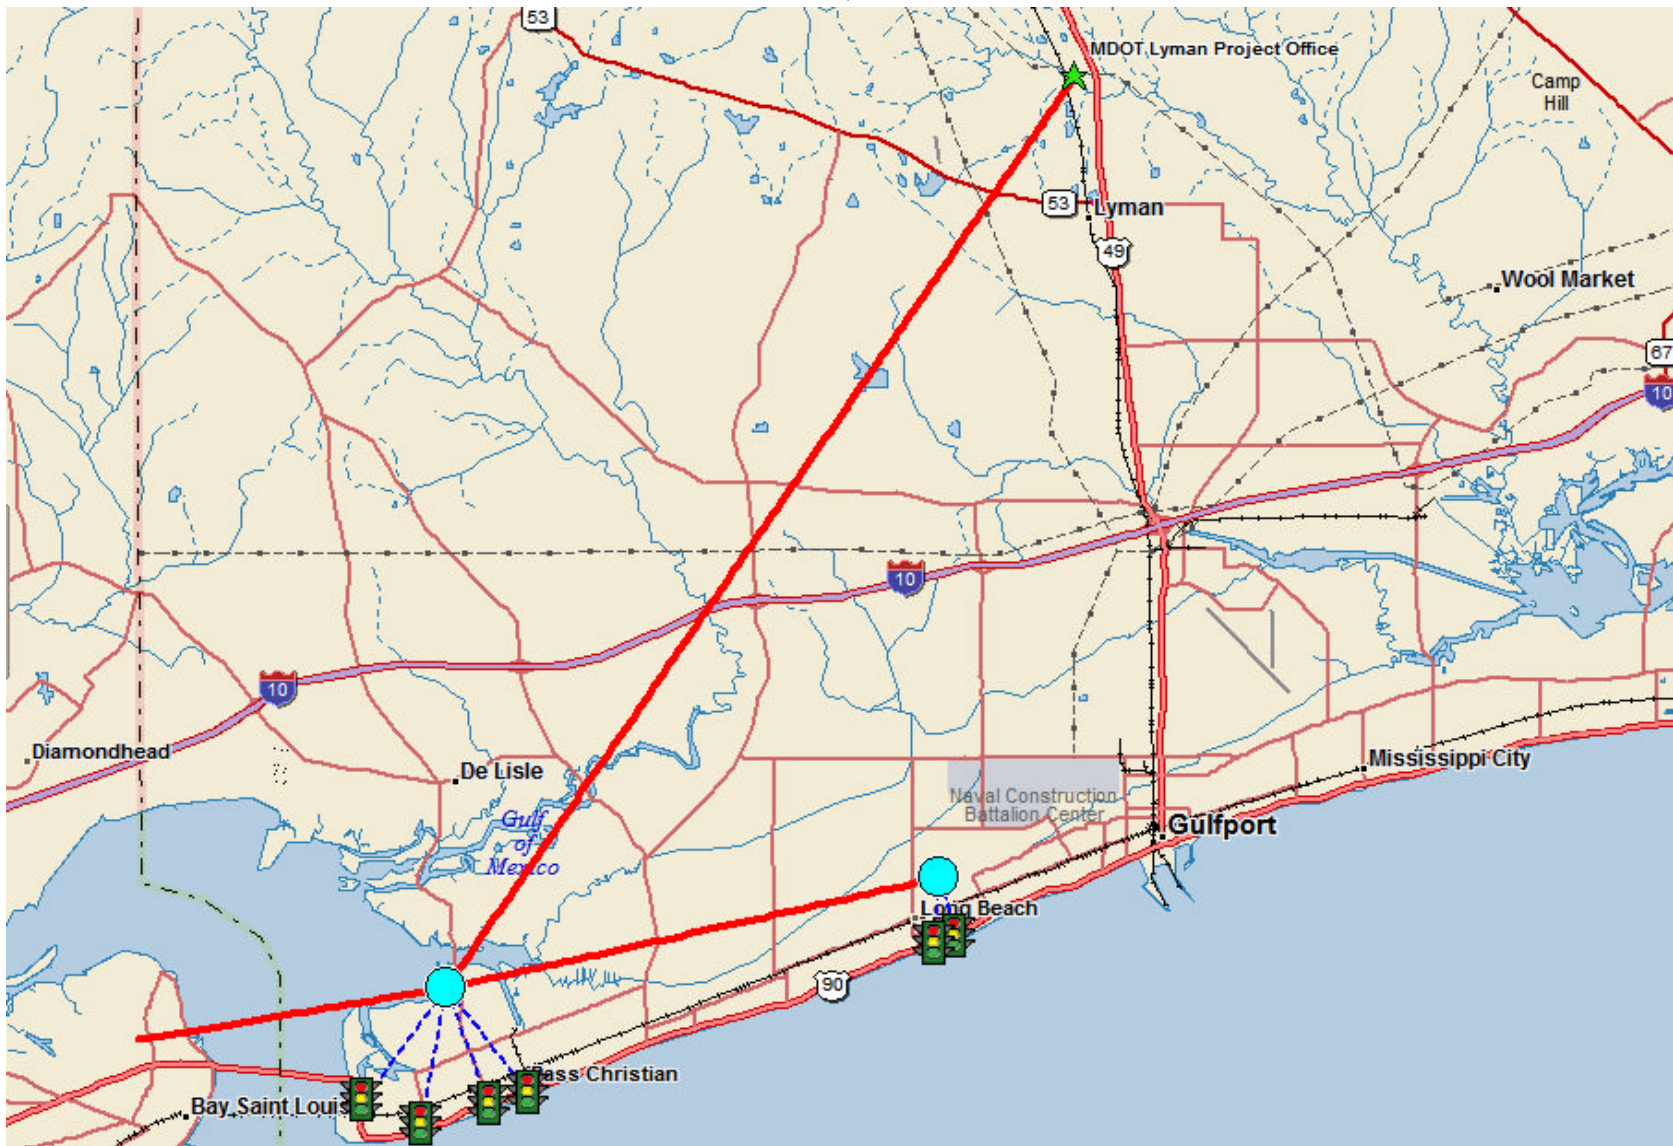 53
MDOT Lyman Project Office
Camp
Hill
53
Lyman
49
Wool Market
67
10
10
10
Diamondhead
De Lisle
Gulf
of
Mexico
Mississippi City
Naval Construction
Battalion Center
Gulfport
Long Beach
90
Pass Christian
Bay Saint Louis